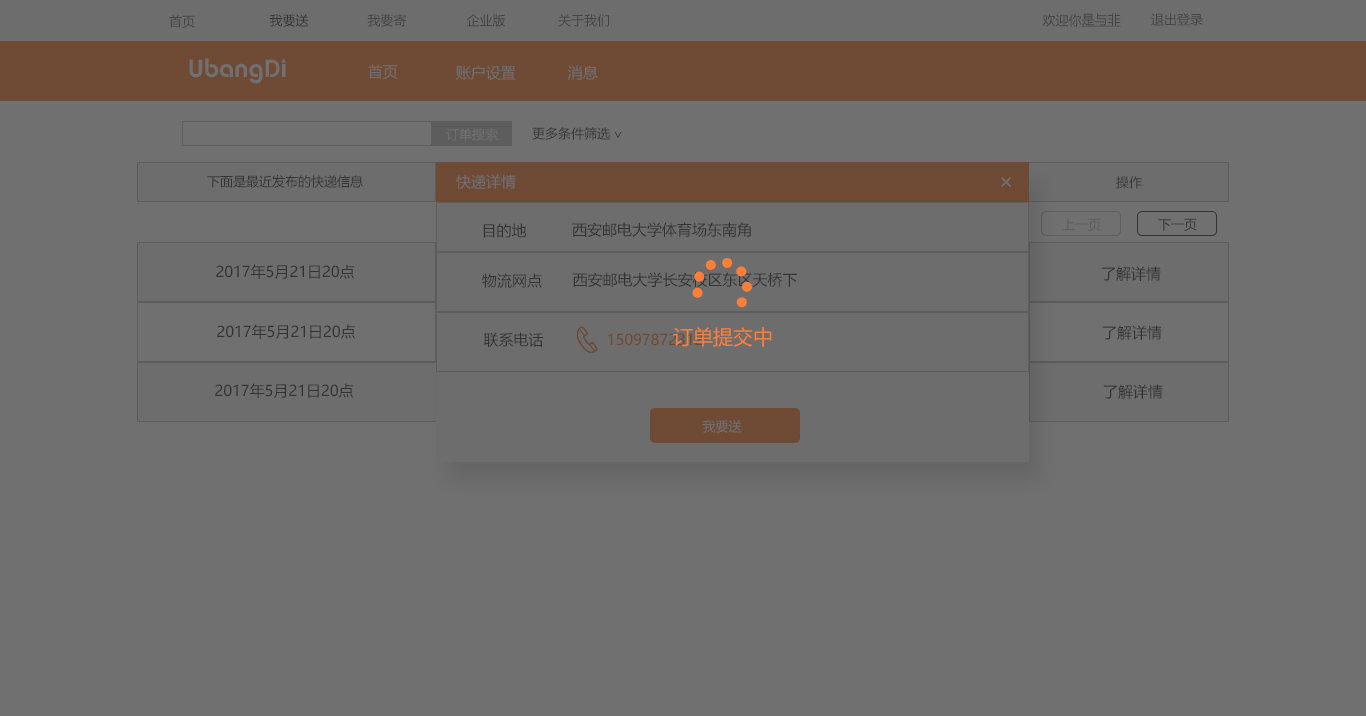 首页 我要送 我要寄 企业版 关于我们 欢迎你是与非 退出登录
UbangDi 首页 账户设置 消息
订单搜索 更多条件筛选 ∨
下面是最近发布的快递信息 快递详情 × 操作
上一页 下一页
目的地 西安邮电大学体育场东南角
2017年5月21日20点 物流网点 西安邮电大学长安校区东区天桥下 了解详情
2017年5月21日20点 联系电话 15097872 了解详情
订单提交中
2017年5月21日20点 了解详情
我要送